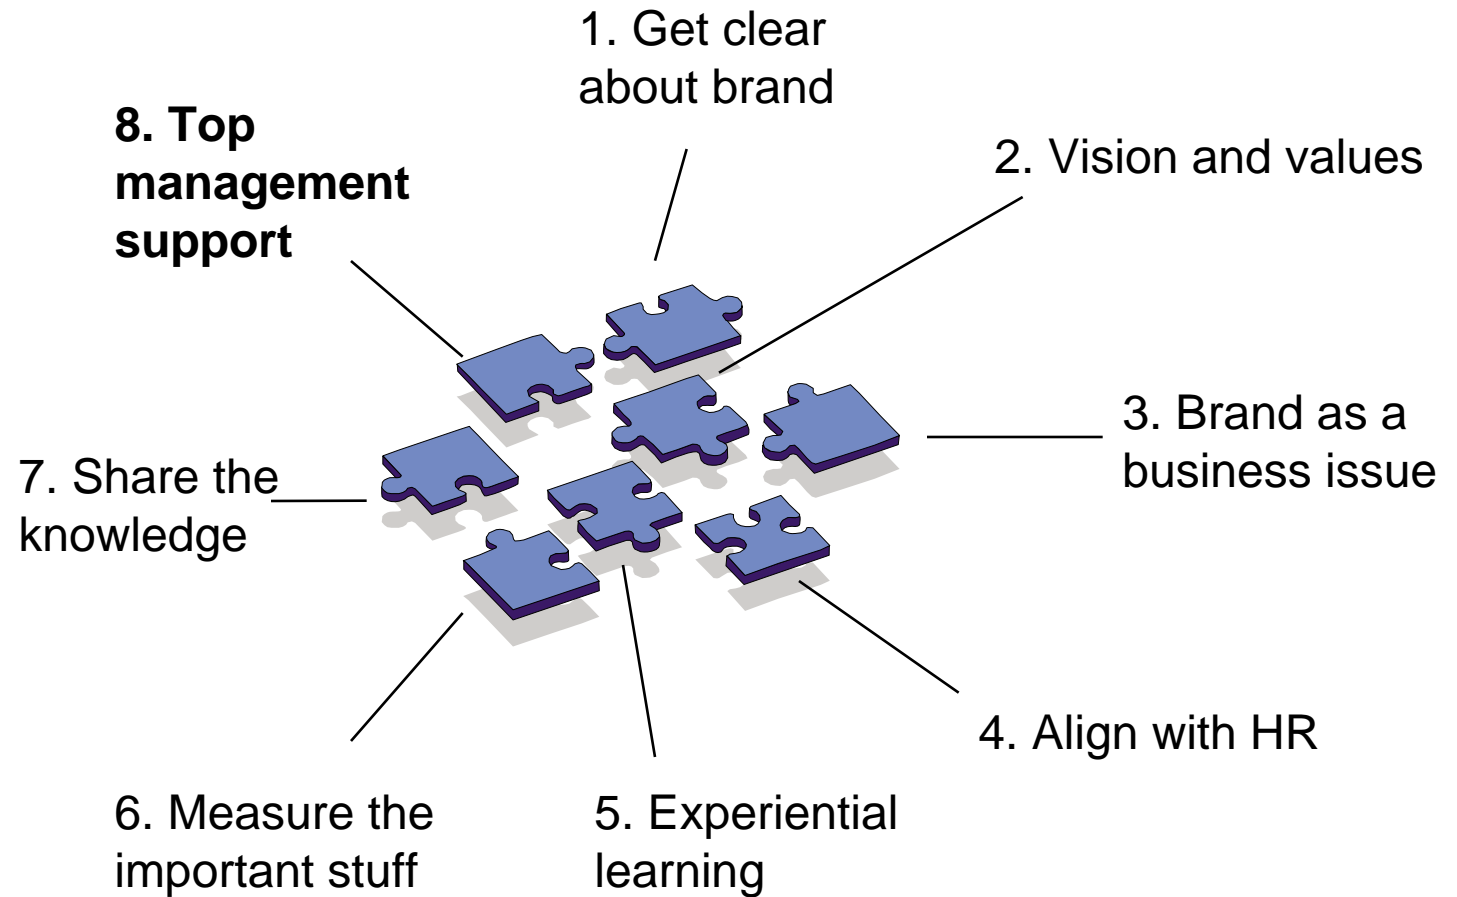 1. Get clear
about brand
2. Vision and values
3. Brand as a
business issue
4. Align with HR
5. Experiential
learning
6. Measure the
important stuff
7. Share the
knowledge
8. Top
management
support